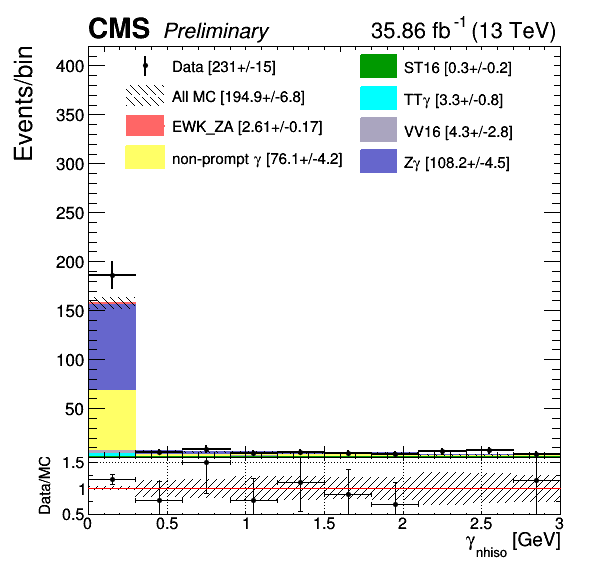 CMS Preliminary 35.86 fb⁻¹ (13 TeV)
Events/bin
400
350
300
250
200
150
100
50
Data [231+/-15]
All MC [194.9+/-6.8]
EWK_ZA [2.61+/-0.17]
non-prompt γ [76.1+/-4.2]
ST16 [0.3+/-0.2]
TTγ [3.3+/-0.8]
VV16 [4.3+/-2.8]
Zγ [108.2+/-4.5]
Data/MC
1.5
1
0.5
0 0.5 1 1.5 2 2.5 3
γnhiso [GeV]